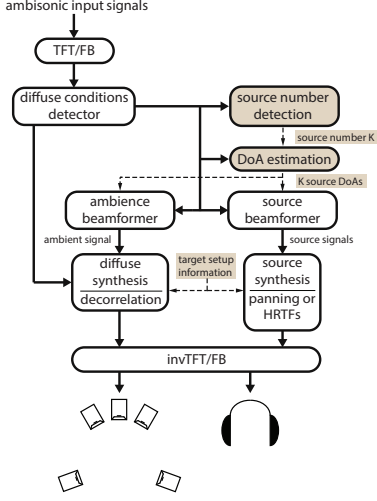 ambisonic input signals
TFT/FB
diffuse conditions
detector
source number
detection
source number K
DoA estimation
K source DoAs
ambience
beamformer
source
beamformer
ambient signal
source signals
diffuse
synthesis
decorrelation
target setup
information
source
synthesis
panning or
HRTFs
invTFT/FB